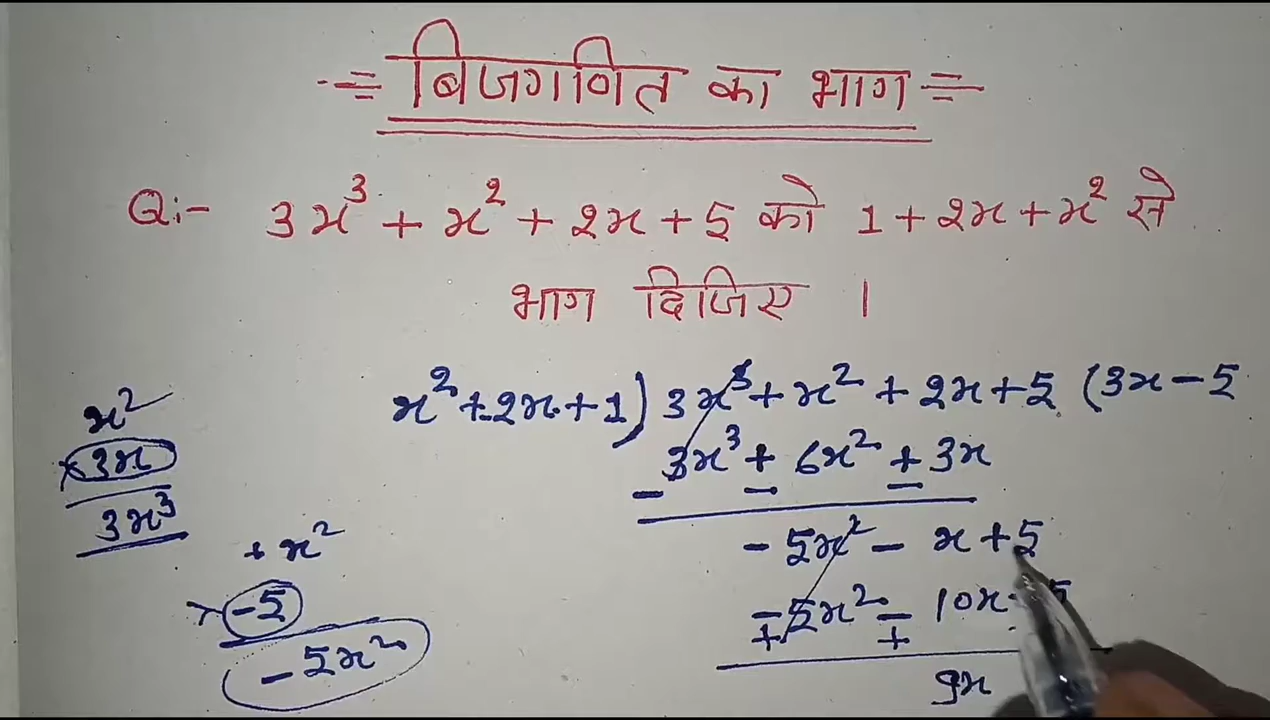 बिजगणित का भाग
Q:- 3x³ + x² + 2x + 5 को 1 + 2x + x² से
भाग दिजिए ।
x² + 2x + 1 ) 3x³ + x² + 2x + 5 ( 3x - 5
3x³ + 6x² + 3x
- - -
- 5x² - x + 5
- 5x² - 10x
+ +
9x
x²
× 3x
3x³
+ x²
× -5
- 5x²